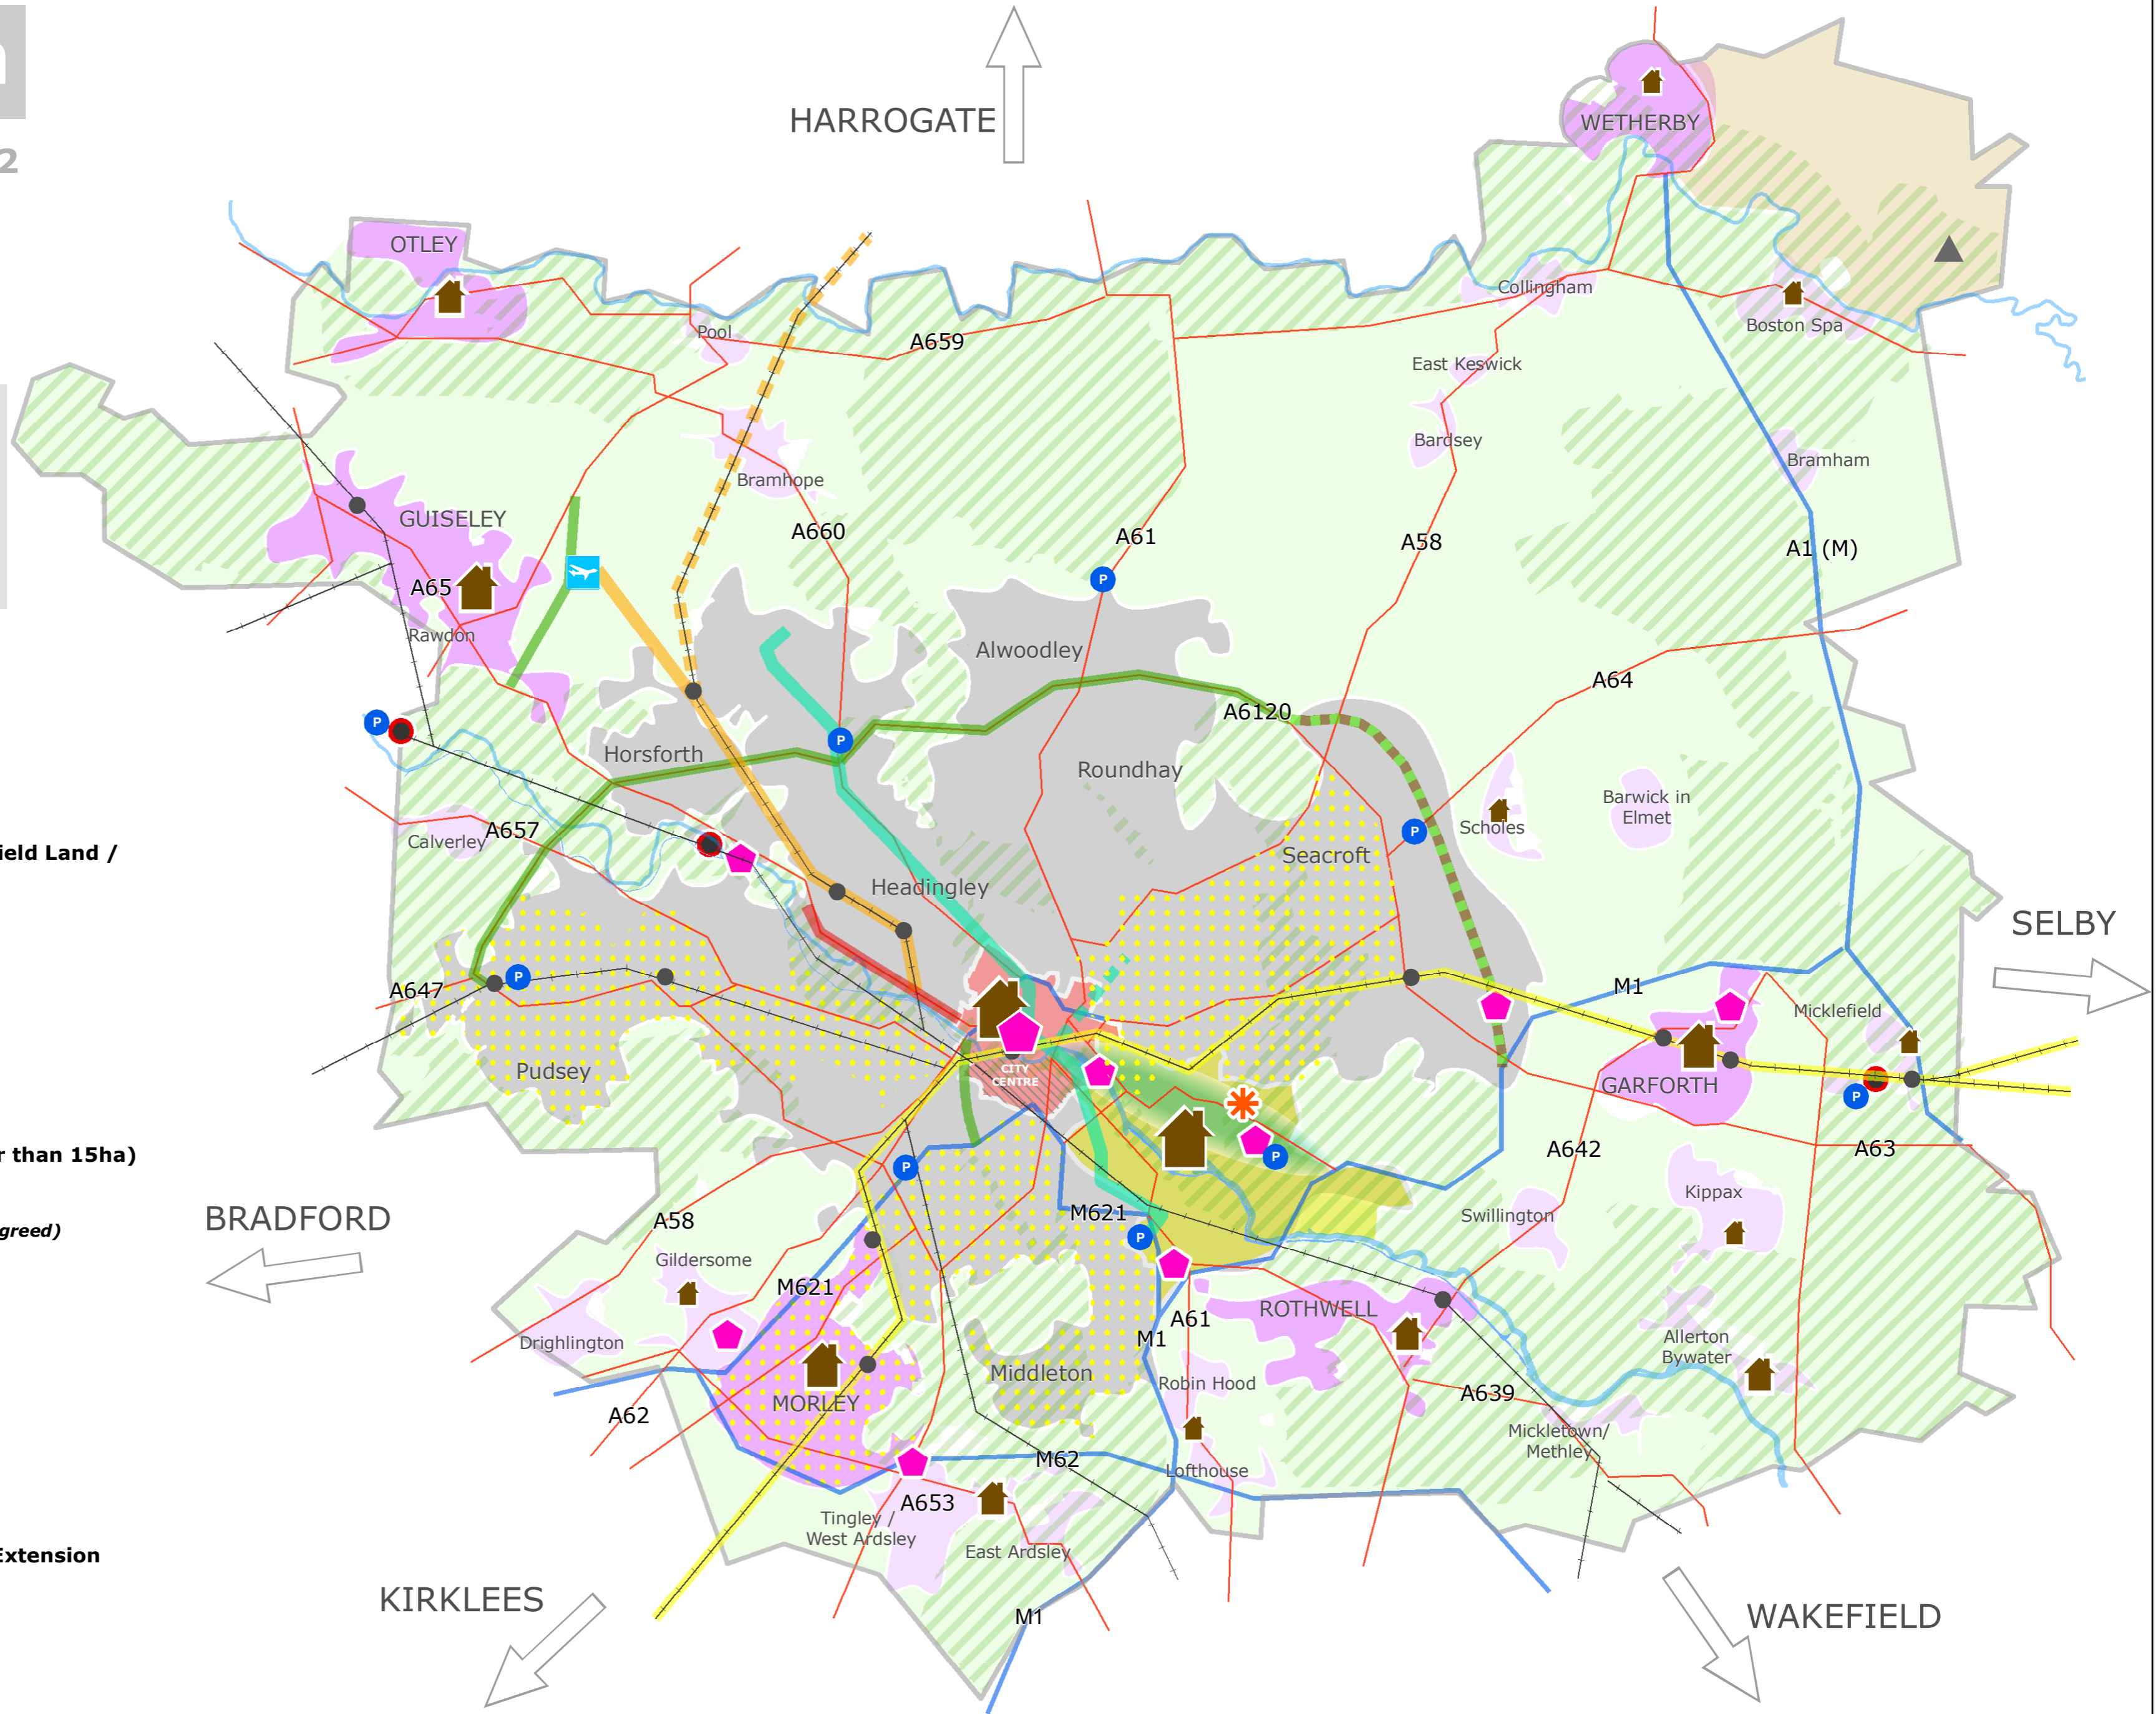 HARROGATE
WETHERBY
2
OTLEY
Collingham
Boston Spa
Pool
A659
East Keswick
Bardsey
Bramham
Bramhope
GUISELEY
A660
A61
A58
A1 (M)
A65
Rawdon
Alwoodley
A64
P
A6120
P
P
Horsforth
Roundhay
Barwick in
Elmet
A657
Calverley
P
Scholes
ield Land /
Seacroft
Headingley
SELBY
P
A647
M1
Micklefield
Pudsey
CITY
CENTRE
GARFORTH
P
r than 15ha)
A642
A63
P
P
Kippax
BRADFORD
A58
M621
Swillington
greed)
P
Gildersome
M621
ROTHWELL
A61
Drighlington
M1
Allerton
Bywater
Middleton
Robin Hood
A639
MORLEY
A62
Mickletown/
Methley
M62
Lofthouse
A653
Tingley /
West Ardsley
East Ardsley
Extension
KIRKLEES
M1
WAKEFIELD